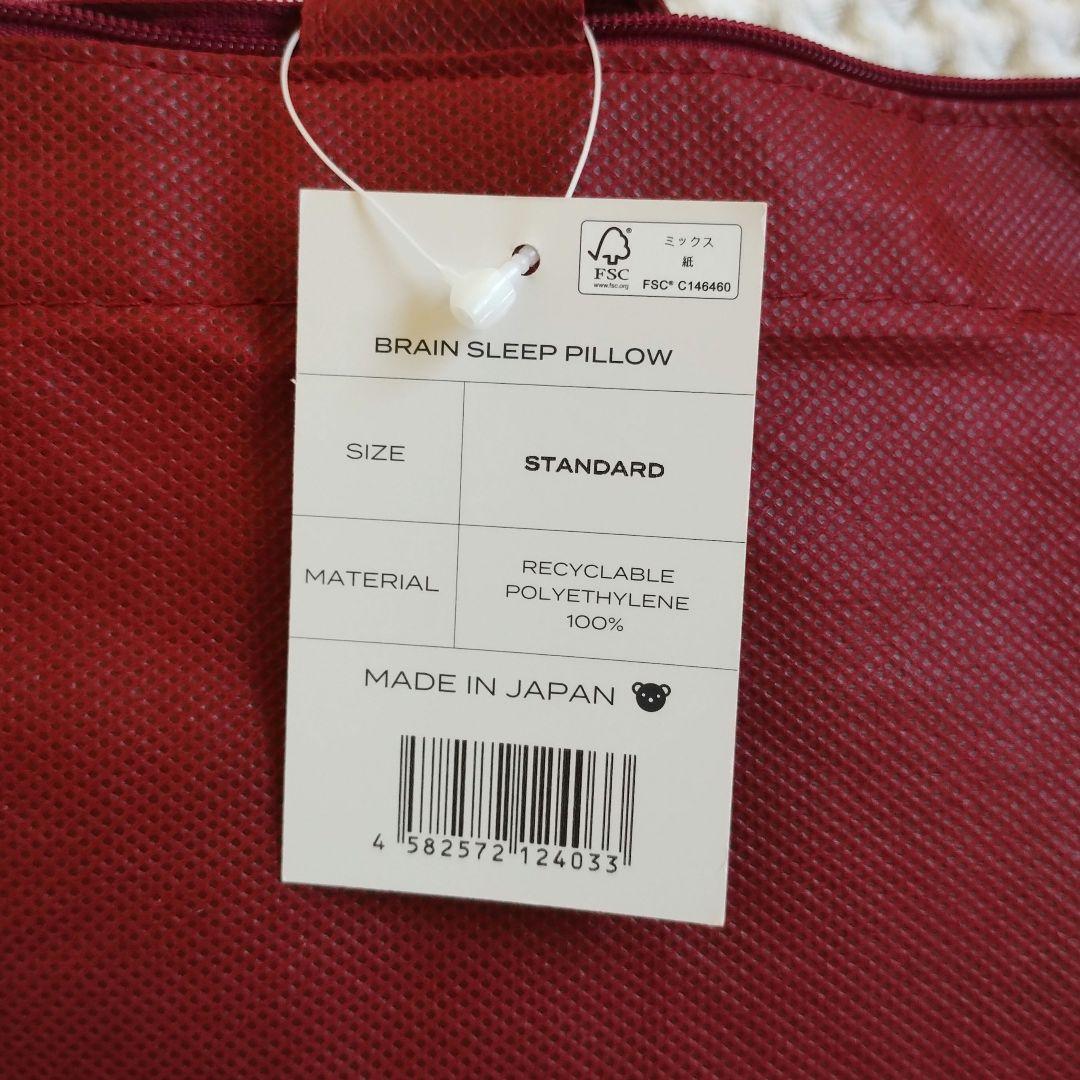 ミックス
紙
FSC®
www.fsc.org
FSC® C146460
BRAIN SLEEP PILLOW
SIZE
STANDARD
MATERIAL
RECYCLABLE
POLYETHYLENE
100%
MADE IN JAPAN
4 582572 124033